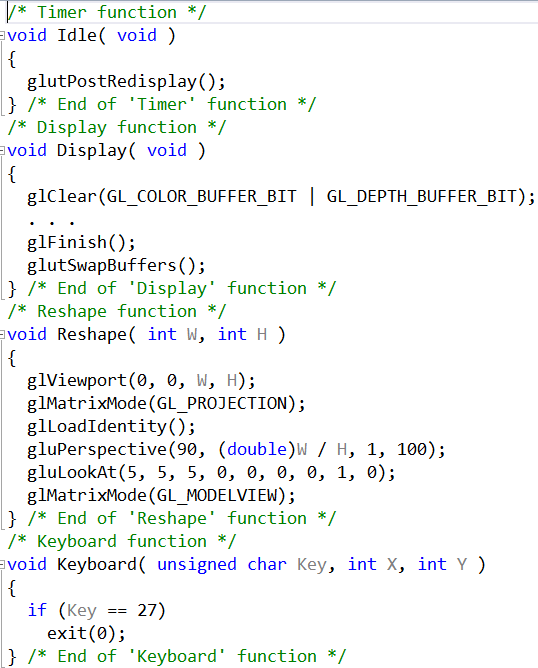 /* Timer function */
void Idle( void )
{
  glutPostRedisplay();
} /* End of 'Timer' function */
/* Display function */
void Display( void )
{
  glClear(GL_COLOR_BUFFER_BIT | GL_DEPTH_BUFFER_BIT);
  . . .
  glFinish();
  glutSwapBuffers();
} /* End of 'Display' function */
/* Reshape function */
void Reshape( int W, int H )
{
  glViewport(0, 0, W, H);
  glMatrixMode(GL_PROJECTION);
  glLoadIdentity();
  gluPerspective(90, (double)W / H, 1, 100);
  gluLookAt(5, 5, 5, 0, 0, 0, 0, 1, 0);
  glMatrixMode(GL_MODELVIEW);
} /* End of 'Reshape' function */
/* Keyboard function */
void Keyboard( unsigned char Key, int X, int Y )
{
  if (Key == 27)
    exit(0);
} /* End of 'Keyboard' function */